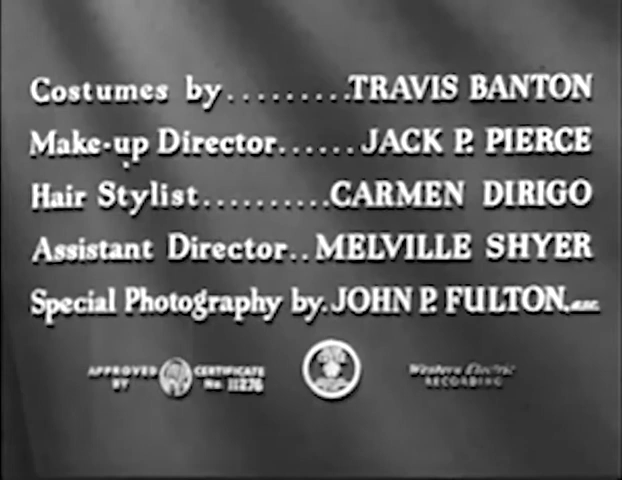 Costumes by.........TRAVIS BANTON
Make-up Director......JACK P. PIERCE
Hair Stylist..........CARMEN DIRIGO
Assistant Director..MELVILLE SHYER
Special Photography by.JOHN P. FULTON, A.S.C.
APPROVED CERTIFICATE
BY No. 11276
Western Electric
RECORDING